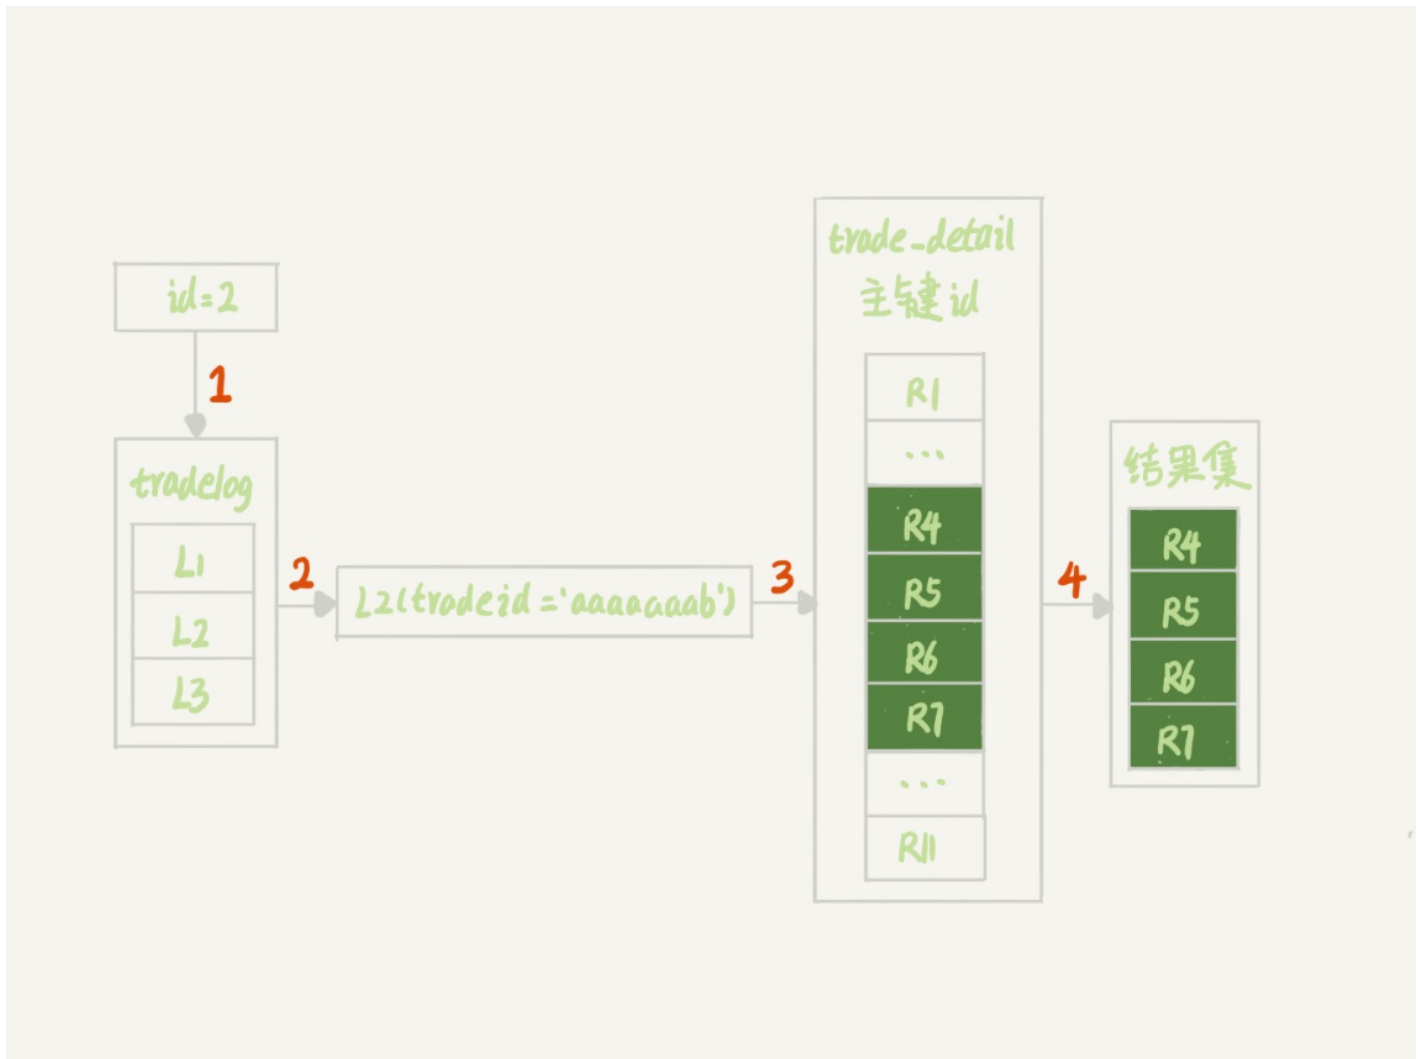 id=2
1
tradelog
L1
L2
L3
2
L2(tradeid='aaaaaaab')
3
trade_detail
主键id
R1
...
R4
R5
R6
R7
...
R11
4
结果集
R4
R5
R6
R7